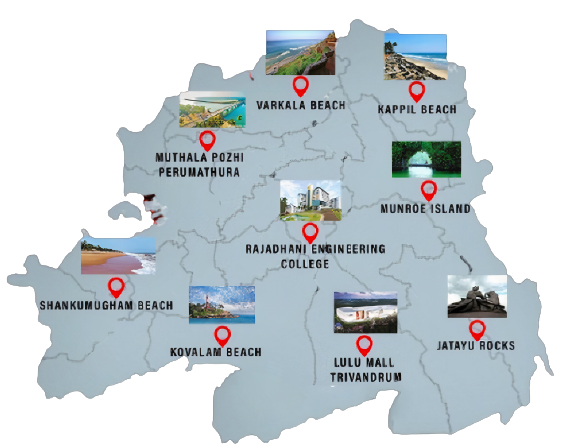 VARKALA BEACH
KAPPIL BEACH
MUTHALA POZHI
PERUMATHURA
MUNROE ISLAND
RAJADHANI ENGINEERING
COLLEGE
SHANKUMUGHAM BEACH
KOVALAM BEACH
JATAYU ROCKS
LULU MALL
TRIVANDRUM